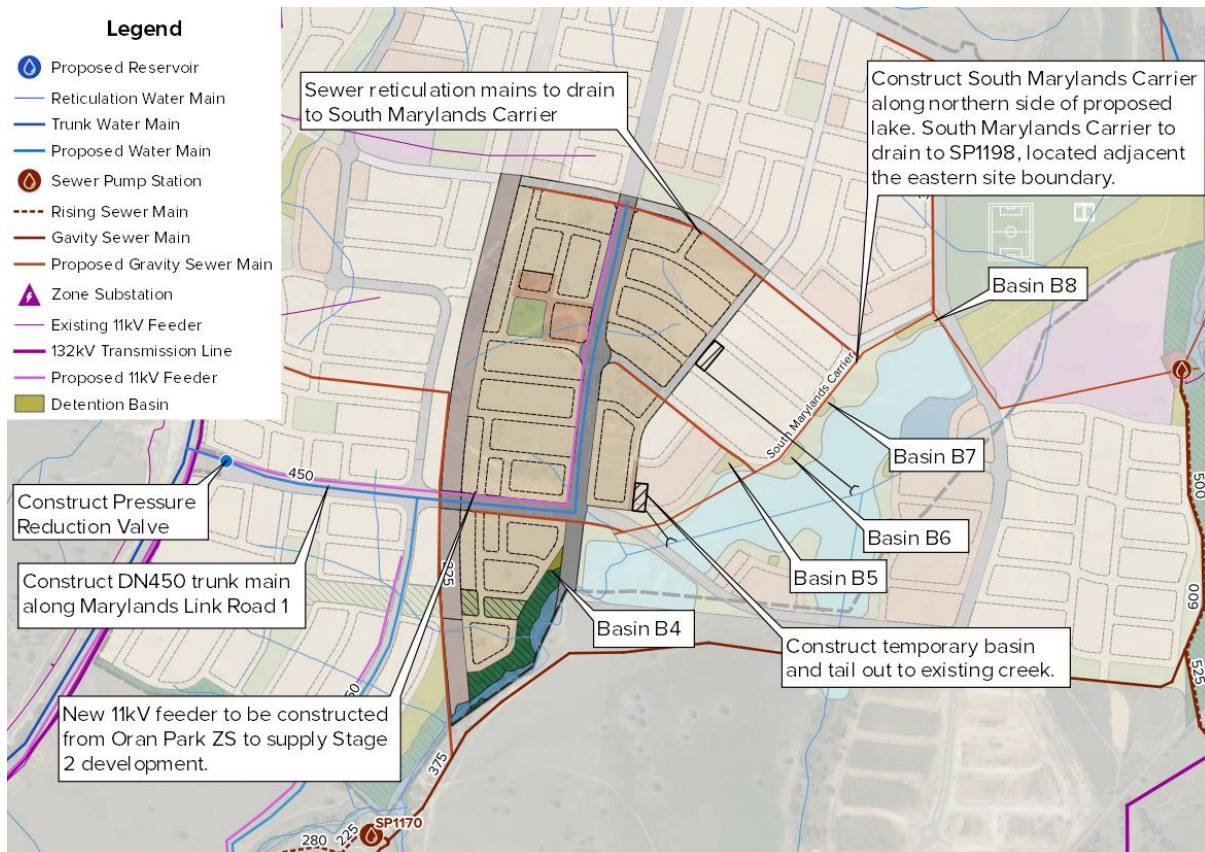 Legend
Proposed Reservoir
Reticulation Water Main
Trunk Water Main
Proposed Water Main
Sewer Pump Station
Rising Sewer Main
Gavity Sewer Main
Proposed Gravity Sewer Main
Zone Substation
Existing 11kV Feeder
132kV Transmission Line
Proposed 11kV Feeder
Detention Basin
Sewer reticulation mains to drain
to South Marylands Carrier
Construct South Marylands Carrier
along northern side of proposed
lake. South Marylands Carrier to
drain to SP1198, located adjacent
the eastern site boundary.
Basin B8
South Marylands Carrier
Basin B7
Basin B6
Basin B5
Basin B4
450
Construct Pressure
Reduction Valve
Construct DN450 trunk main
along Marylands Link Road 1
225
Construct temporary basin
and tail out to existing creek.
New 11kV feeder to be constructed
from Oran Park ZS to supply Stage
2 development.
375
SP1170
225
280
500
600
525